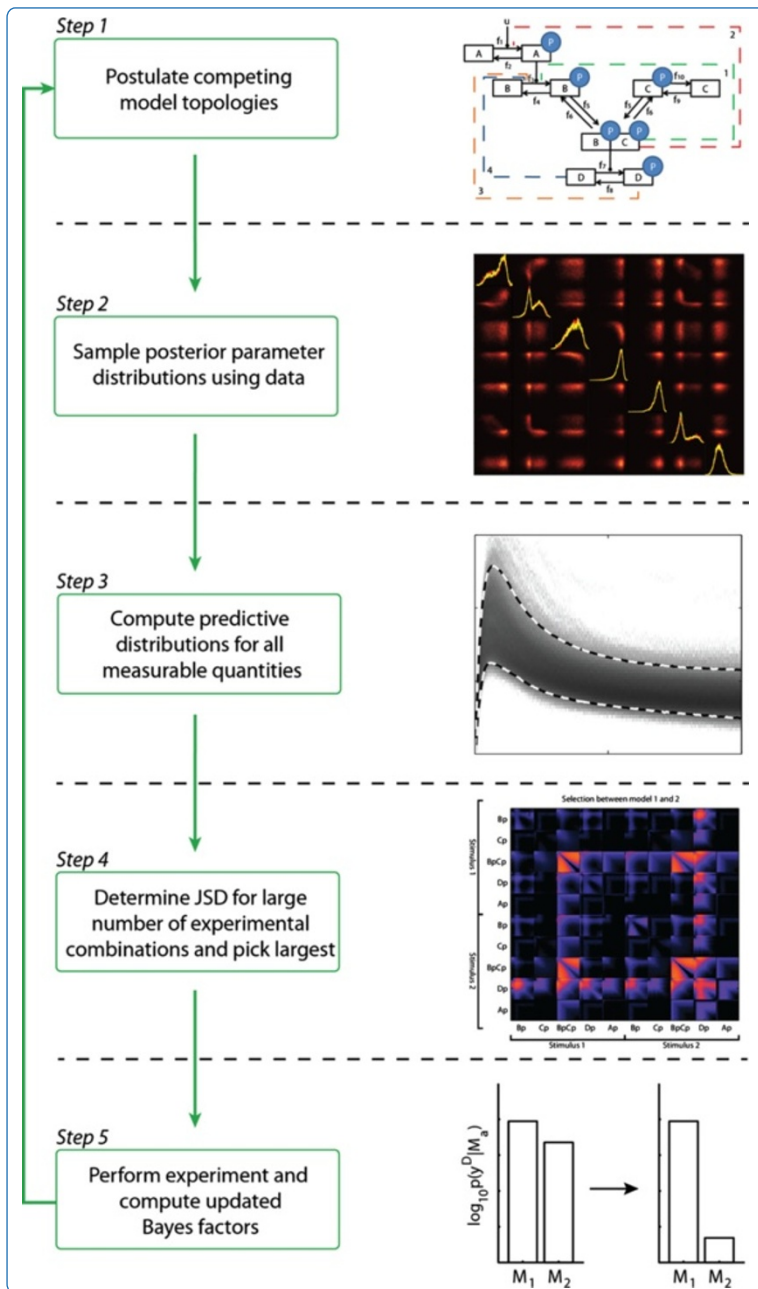 Step 1
Postulate competing
model topologies
u
2
f1
P
A
A
f2
1
P
P
B
B
f4
f5
f6
f10
C
C
f9
f5
f6
P
P
B
C
f7
4
D
D
P
f8
3
Step 2
Sample posterior parameter
distributions using data
Step 3
Compute predictive
distributions for all
measurable quantities
Step 4
Determine JSD for large
number of experimental
combinations and pick largest
Selection between model 1 and 2
Stimulus 1
Bp
Cp
BpCp
Dp
Ap
Stimulus 2
Bp
Cp
BpCp
Dp
Ap
Bp Cp BpCp Dp Ap Bp Cp BpCp Dp Ap
Stimulus 1 Stimulus 2
Step 5
Perform experiment and
compute updated
Bayes factors
log10p(y^D|Ma)
M1 M2
M1 M2